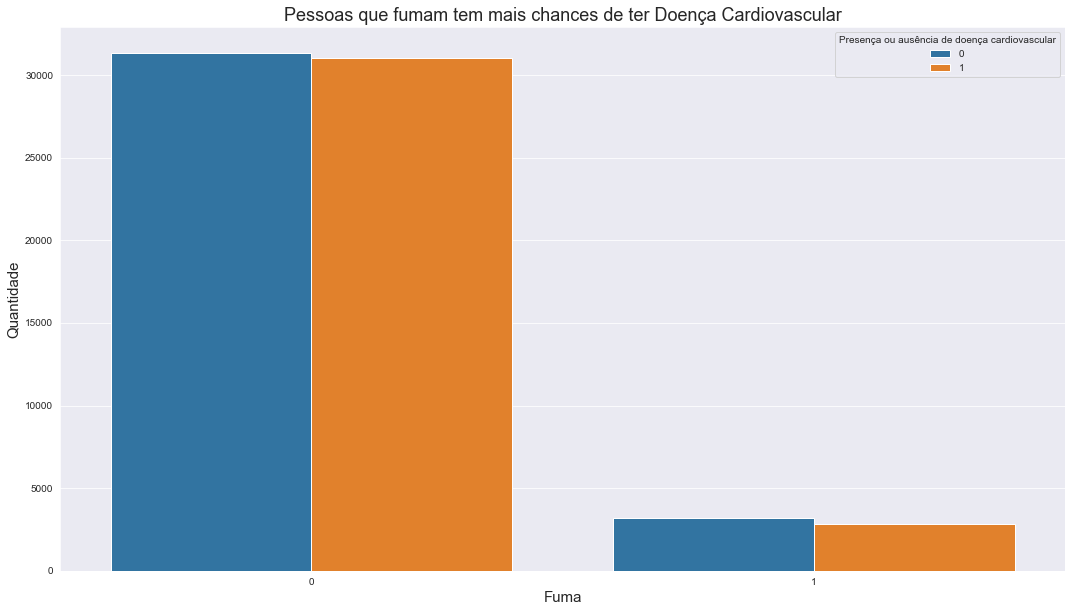 Pessoas que fumam tem mais chances de ter Doença Cardiovascular
Presença ou ausência de doença cardiovascular
0
1
30000
25000
20000
15000
10000
5000
0
Quantidade
0
1
Fuma